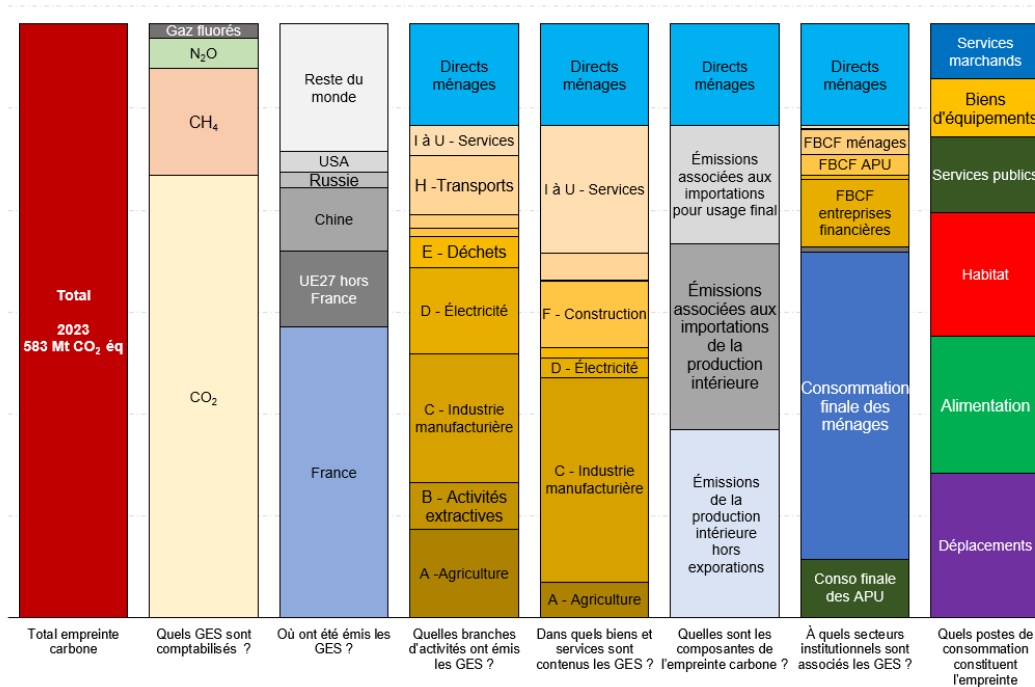 Total
2023
583 Mt CO₂ éq
Total empreinte
carbone
Gaz fluorés
N₂O
CH₄
CO₂
Quels GES sont
comptabilisés ?
Reste du
monde
USA
Russie
Chine
UE27 hors
France
France
Où ont été émis les
GES ?
Directs
ménages
I à U - Services
H -Transports
E - Déchets
D - Électricité
C - Industrie
manufacturière
B - Activités
extractives
A -Agriculture
Quelles branches
d'activités ont émis
les GES ?
Directs
ménages
I à U - Services
F - Construction
D - Électricité
C - Industrie
manufacturière
A - Agriculture
Dans quels biens et
services sont
contenus les GES ?
Directs
ménages
Émissions
associées aux
importations
pour usage final
Émissions
associées aux
importations
de la
production
intérieure
Émissions
de la
production
intérieure
hors
exporations
Quelles sont les
composantes de
l'empreinte carbone ?
Directs
ménages
FBCF ménages
FBCF APU
FBCF
entreprises
financières
Consommation
finale des
ménages
Conso finale
des APU
À quels secteurs
institutionnels sont
associés les GES ?
Services
marchands
Biens
d'équipements
Services publics
Habitat
Alimentation
Déplacements
Quels postes de
consommation
constituent
l'empreinte